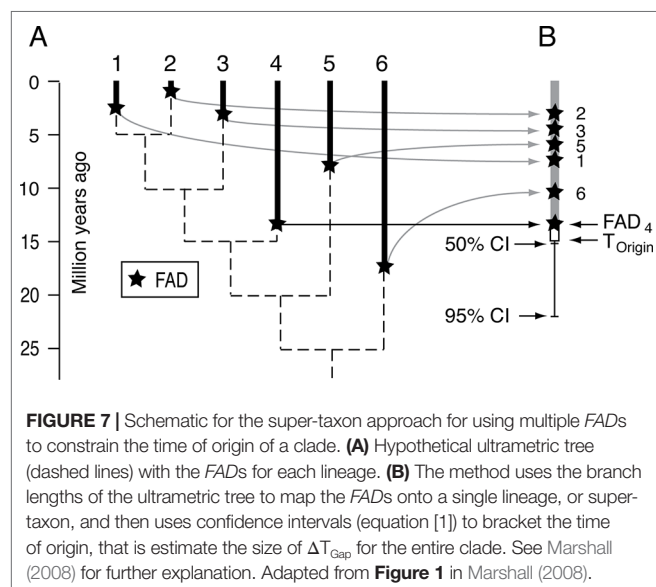 A
B
1 2 3 4 5 6
0
5
10
15
20
25
Million years ago
FAD
2
3
5
1
6
FAD 4
T Origin
50% CI
95% CI
FIGURE 7 | Schematic for the super-taxon approach for using multiple FADs
to constrain the time of origin of a clade. (A) Hypothetical ultrametric tree
(dashed lines) with the FADs for each lineage. (B) The method uses the branch
lengths of the ultrametric tree to map the FADs onto a single lineage, or super-
taxon, and then uses confidence intervals (equation [1]) to bracket the time
of origin, that is estimate the size of ΔTGap for the entire clade. See Marshall
(2008) for further explanation. Adapted from Figure 1 in Marshall (2008).